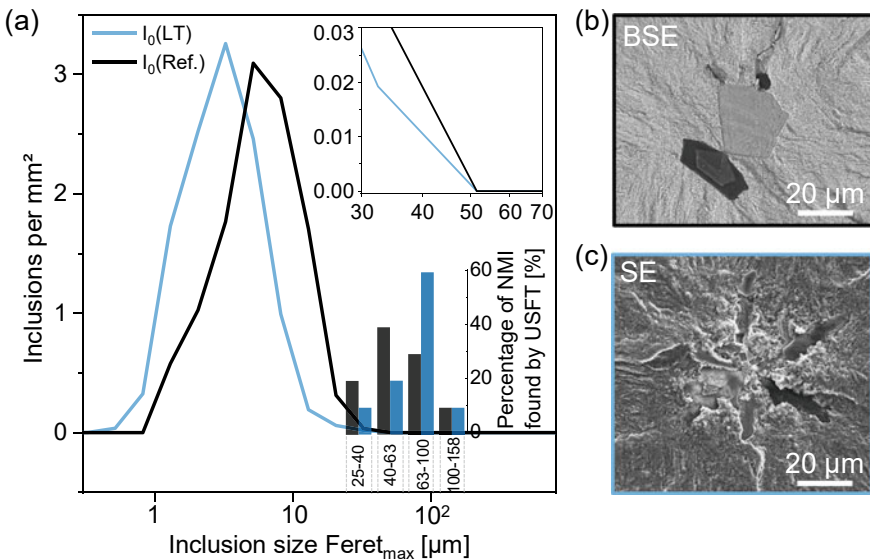 (a)
I₀(LT)
I₀(Ref.)
Inclusions per mm²
3
2
1
0
0.03
0.02
0.01
0.00
30
40
50
60
70
Percentage of NMI
found by USFT [%]
60
40
20
0
25-40
40-63
63-100
100-158
1
10
10²
Inclusion size Feretₘₐₓ [µm]
(b)
BSE
20 µm
(c)
SE
20 µm